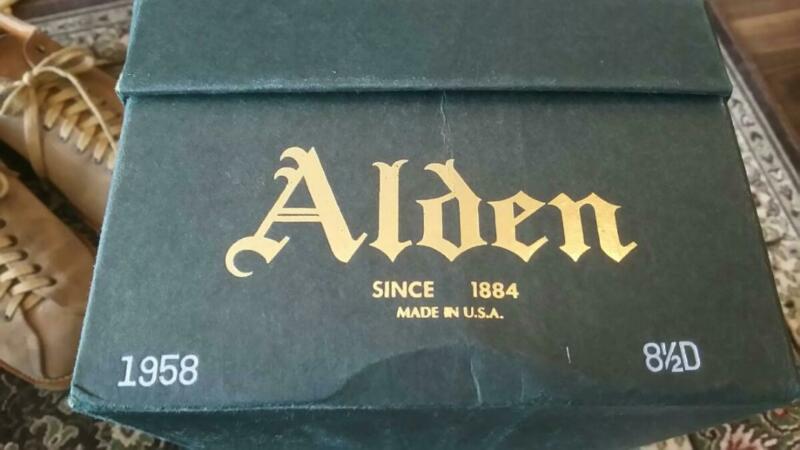 Alden
SINCE 1884
MADE IN U.S.A.
1958 8½D